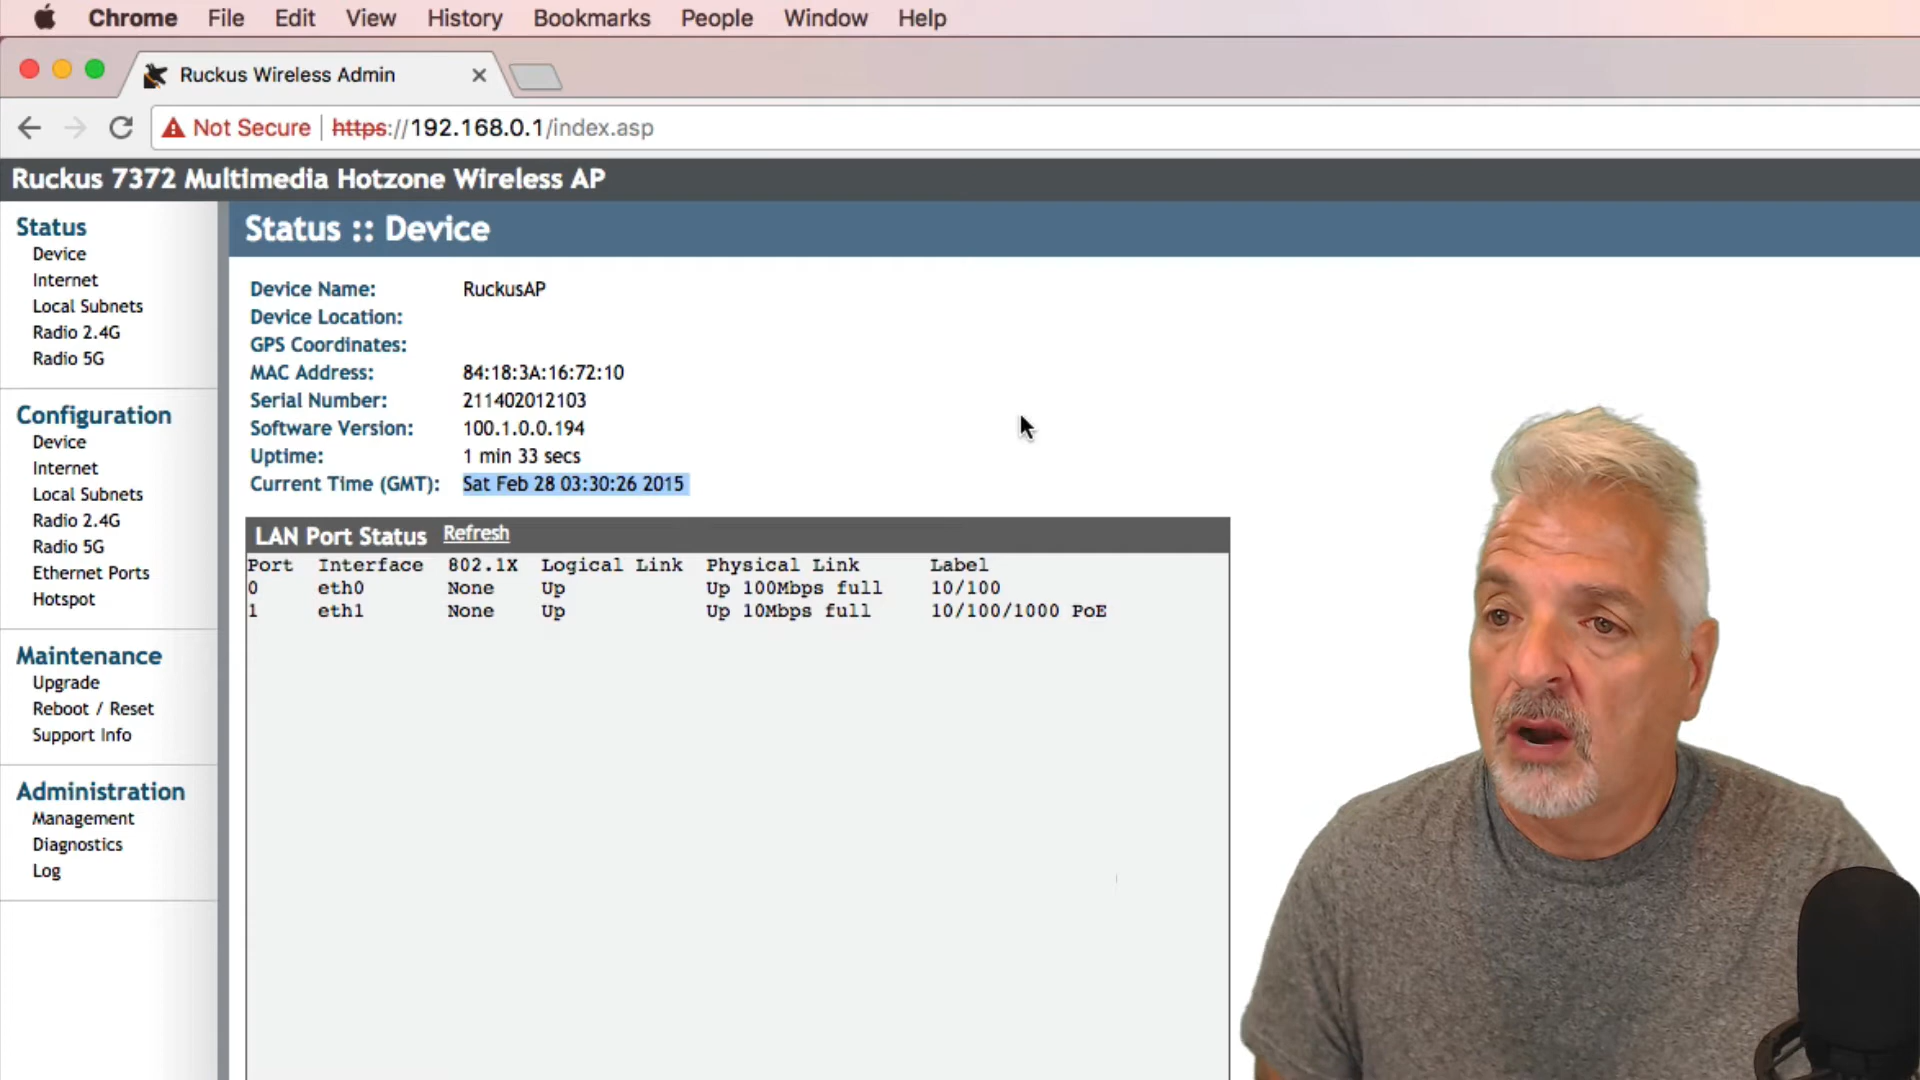 Chrome File Edit View History Bookmarks People Window Help
Ruckus Wireless Admin
Not Secure https://192.168.0.1/index.asp
Ruckus 7372 Multimedia Hotzone Wireless AP
Status
Device
Internet
Local Subnets
Radio 2.4G
Radio 5G
Configuration
Device
Internet
Local Subnets
Radio 2.4G
Radio 5G
Ethernet Ports
Hotspot
Maintenance
Upgrade
Reboot / Reset
Support Info
Administration
Management
Diagnostics
Log
Status :: Device
Device Name: RuckusAP
Device Location:
GPS Coordinates:
MAC Address: 84:18:3A:16:72:10
Serial Number: 211402012103
Software Version: 100.1.0.0.194
Uptime: 1 min 33 secs
Current Time (GMT): Sat Feb 28 03:30:26 2015
LAN Port Status Refresh
Port Interface 802.1X Logical Link Physical Link Label
0 eth0 None Up Up 100Mbps full 10/100
1 eth1 None Up Up 10Mbps full 10/100/1000 PoE